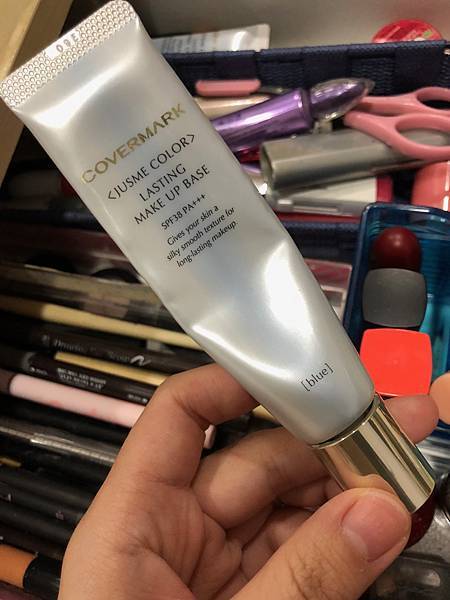 COVERMARK
<JUSME COLOR>
LASTING
MAKE UP BASE
SPF38 PA+++
Gives your skin a
silky smooth texture for
long-lasting makeup.
[blue]